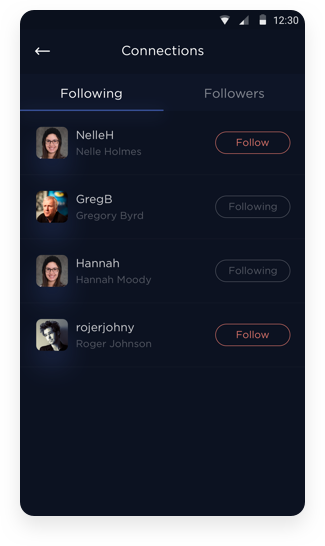 12:30
Connections
Following Followers
NelleH
Nelle Holmes
Follow
GregB
Gregory Byrd
Following
Hannah
Hannah Moody
Following
rojerjohny
Roger Johnson
Follow